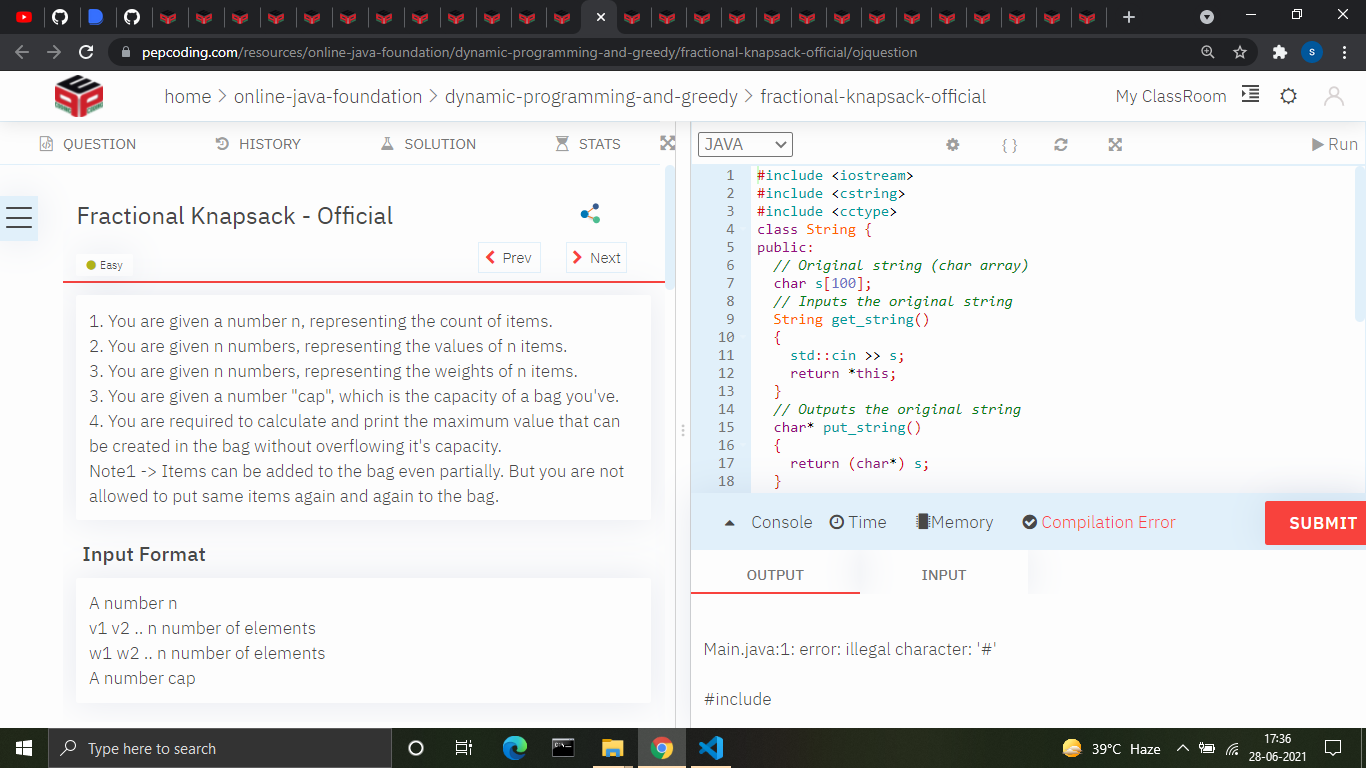 pepcoding.com/resources/online-java-foundation/dynamic-programming-and-greedy/fractional-knapsack-official/ojquestion
S
home > online-java-foundation > dynamic-programming-and-greedy > fractional-knapsack-official
My ClassRoom
QUESTION
HISTORY
SOLUTION
STATS
Fractional Knapsack - Official
Easy
Prev
Next
1. You are given a number n, representing the count of items.
2. You are given n numbers, representing the values of n items.
3. You are given n numbers, representing the weights of n items.
3. You are given a number "cap", which is the capacity of a bag you've.
4. You are required to calculate and print the maximum value that can
be created in the bag without overflowing it's capacity.
Note1 -> Items can be added to the bag even partially. But you are not
allowed to put same items again and again to the bag.
Input Format
A number n
v1 v2 .. n number of elements
w1 w2 .. n number of elements
A number cap
JAVA
{ }
Run
1 #include <iostream>
2 #include <cstring>
3 #include <cctype>
4 class String {
5 public:
6 // Original string (char array)
7 char s[100];
8 // Inputs the original string
9 String get_string()
10 {
11 std::cin >> s;
12 return *this;
13 }
14 // Outputs the original string
15 char* put_string()
16 {
17 return (char*) s;
18 }
Console
Time
Memory
Compilation Error
SUBMIT
OUTPUT
INPUT
Main.java:1: error: illegal character: '#'
#include
Type here to search
39°C Haze
17:36
28-06-2021